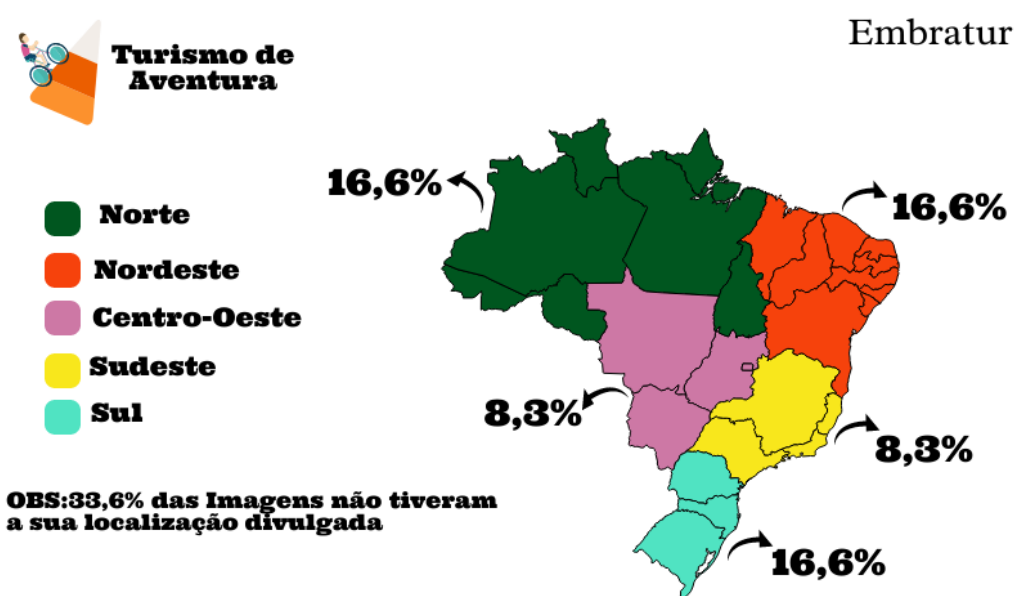 Embratur
Turismo de
Aventura
16,6%
16,6%
Norte
Nordeste
Centro-Oeste
Sudeste
Sul
8,3%
8,3%
OBS:33,6% das Imagens não tiveram
a sua localização divulgada
16,6%